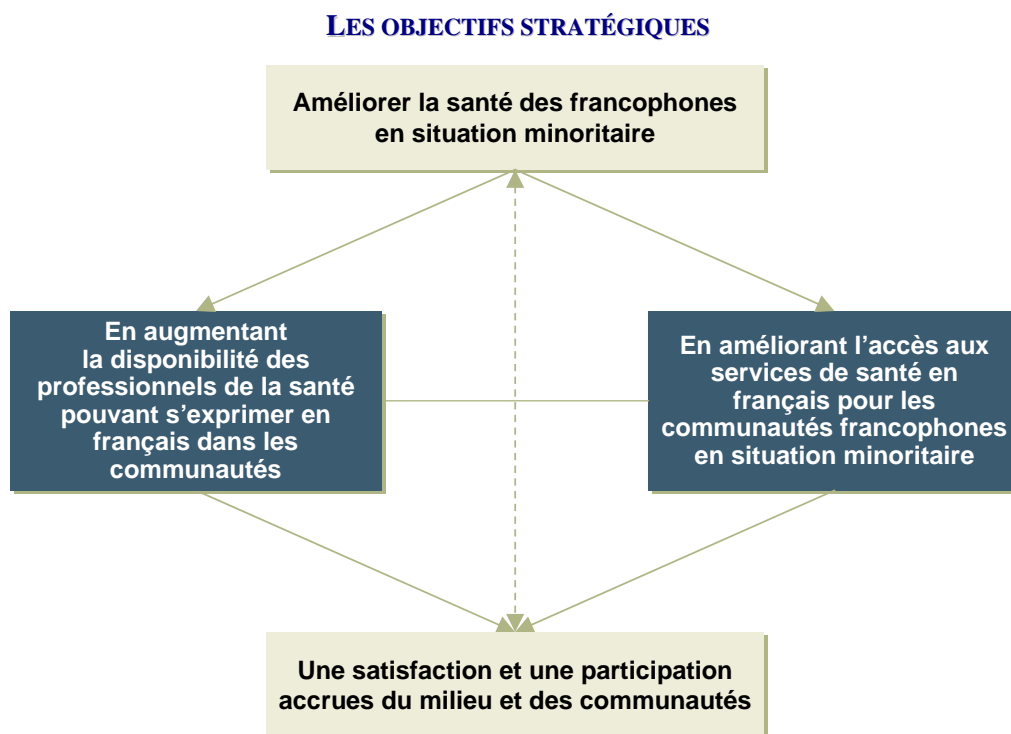 LES OBJECTIFS STRATÉGIQUES
Améliorer la santé des francophones
en situation minoritaire
En augmentant
la disponibilité des
professionnels de la santé
pouvant s’exprimer en
français dans les
communautés
En améliorant l’accès aux
services de santé en
français pour les
communautés francophones
en situation minoritaire
Une satisfaction et une participation
accrues du milieu et des communautés